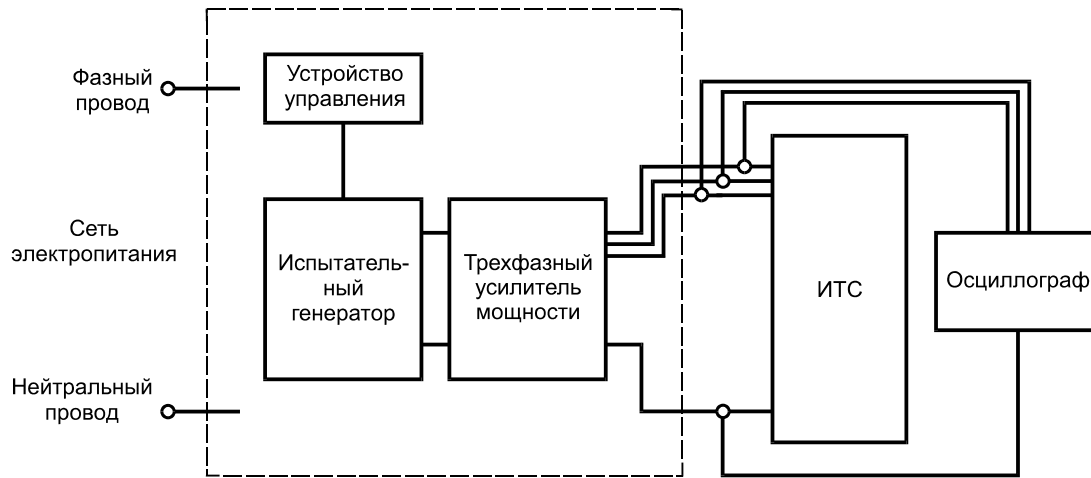 Фазный
провод
Устройство
управления
Сеть
электропитания
Испытатель-
ный
генератор
Трехфазный
усилитель
мощности
ИТС
Осциллограф
Нейтральный
провод